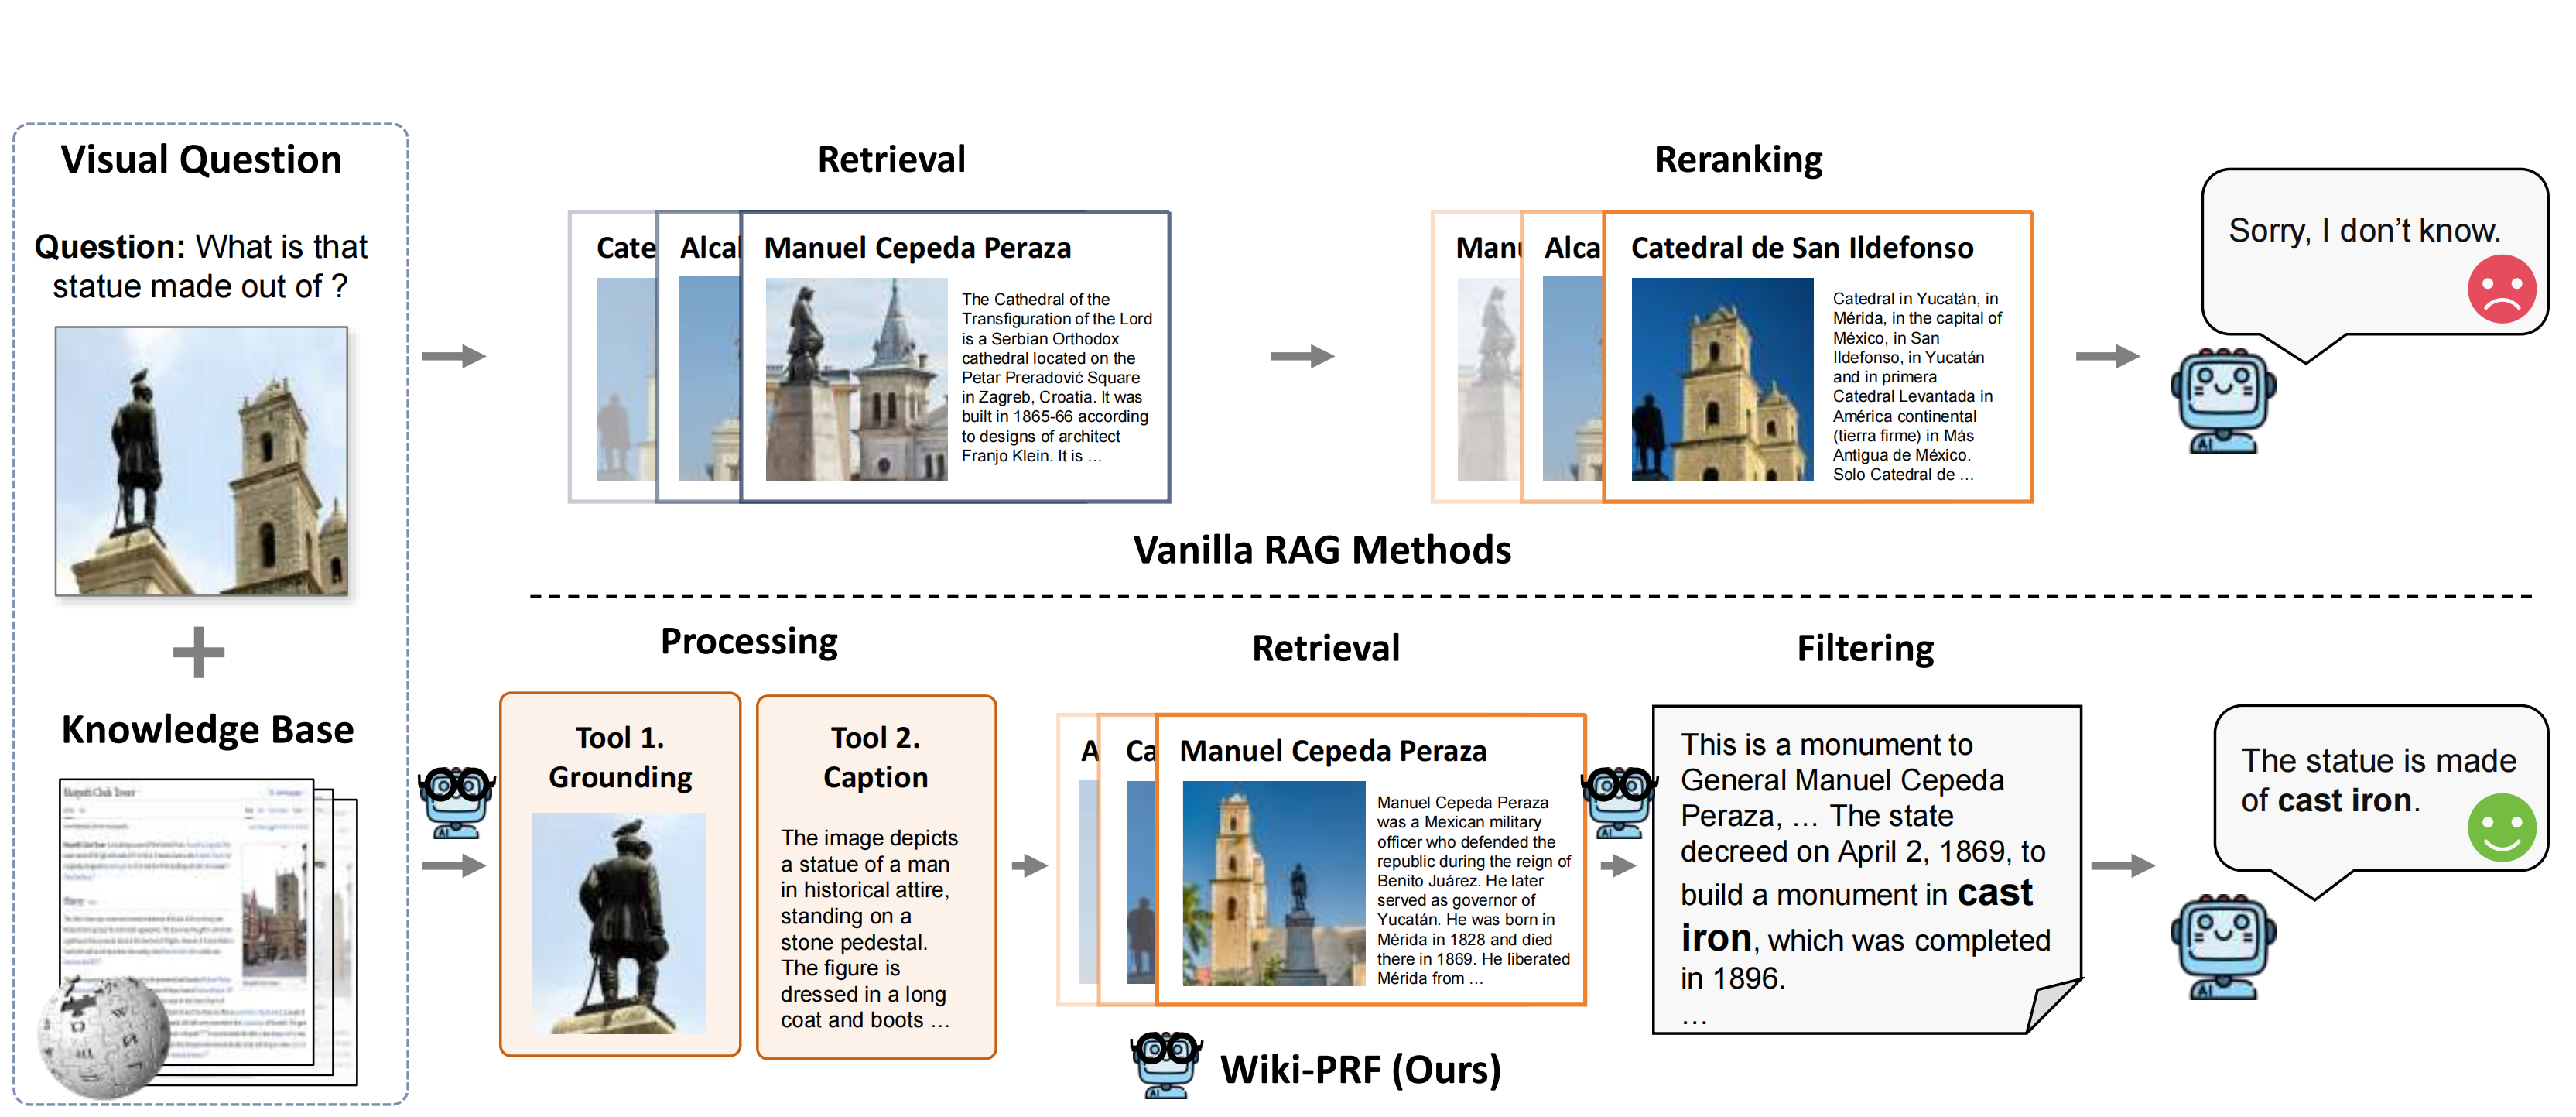 Visual Question
Question: What is that
statue made out of ?
Knowledge Base
Retrieval
Cate
Alcal
Manuel Cepeda Peraza
The Cathedral of the
Transfiguration of the Lord
is a Serbian Orthodox
cathedral located on the
Petar Preradović Square
in Zagreb, Croatia. It was
built in 1865-66 according
to designs of architect
Franjo Klein. It is …
Reranking
Manu
Alca
Catedral de San Ildefonso
Catedral in Yucatán, in
Mérida, in the capital of
México, in San
Ildefonso, in Yucatán
and in primera
Catedral Levantada in
América continental
(tierra firme) in Más
Antigua de México.
Solo Catedral de …
Sorry, I don't know.
AI
Vanilla RAG Methods
Processing
AI
Tool 1.
Grounding
Tool 2.
Caption
The image depicts
a statue of a man
in historical attire,
standing on a
stone pedestal.
The figure is
dressed in a long
coat and boots …
Retrieval
A
Ca
Manuel Cepeda Peraza
Manuel Cepeda Peraza
was a Mexican military
officer who defended the
republic during the reign of
Benito Juárez. He later
served as governor of
Yucatán. He was born in
Mérida in 1828 and died
there in 1869. He liberated
Mérida from …
Filtering
AI
This is a monument to
General Manuel Cepeda
Peraza, … The state
decreed on April 2, 1869, to
build a monument in cast
iron, which was completed
in 1896.
…
The statue is made
of cast iron.
AI
AI
Wiki-PRF (Ours)